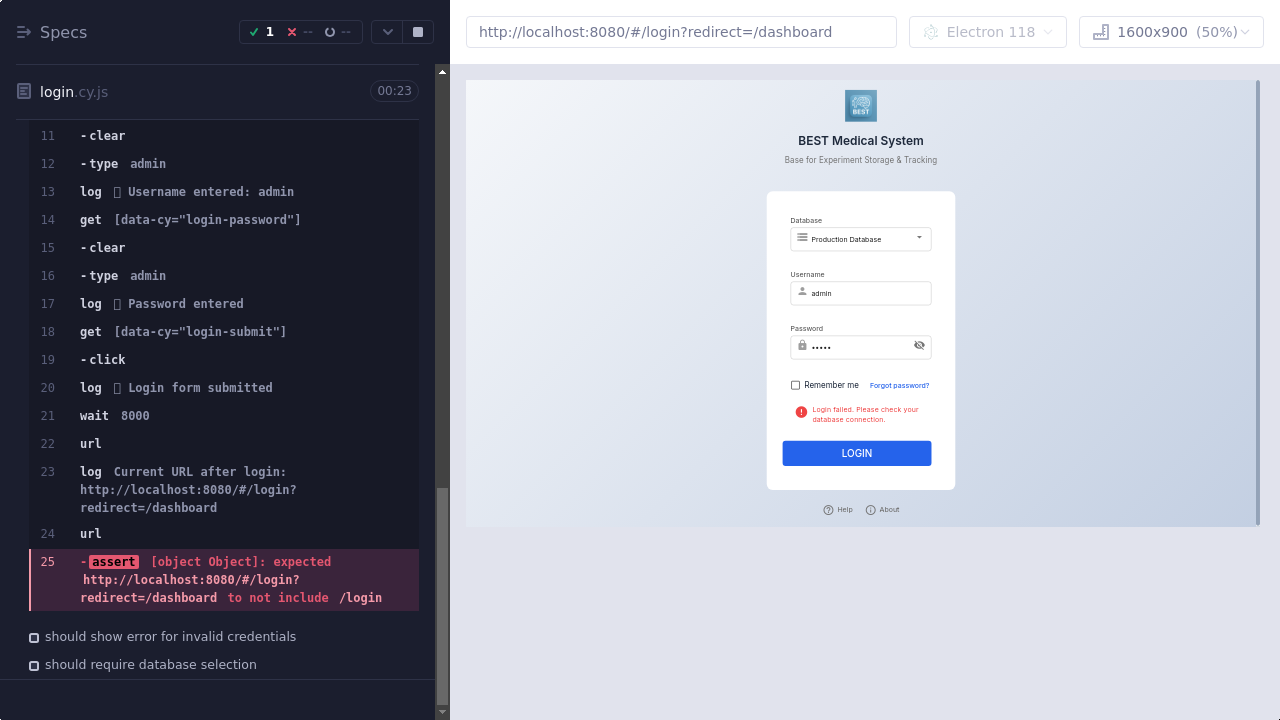 Specs
1
--
--
login.cy.js
00:23
11 -clear
12 -type admin
13 log Username entered: admin
14 get [data-cy="login-password"]
15 -clear
16 -type admin
17 log Password entered
18 get [data-cy="login-submit"]
19 -click
20 log Login form submitted
21 wait 8000
22 url
23 log Current URL after login:
http://localhost:8080/#/login?
redirect=/dashboard
24 url
25 -assert [object Object]: expected
http://localhost:8080/#/login?
redirect=/dashboard to not include /login
should show error for invalid credentials
should require database selection
http://localhost:8080/#/login?redirect=/dashboard
Electron 118
1600x900 (50%)
BEST
BEST Medical System
Base for Experiment Storage & Tracking
Database
Production Database
Username
admin
Password
•••••
Remember me
Forgot password?
Login failed. Please check your
database connection.
LOGIN
Help
About